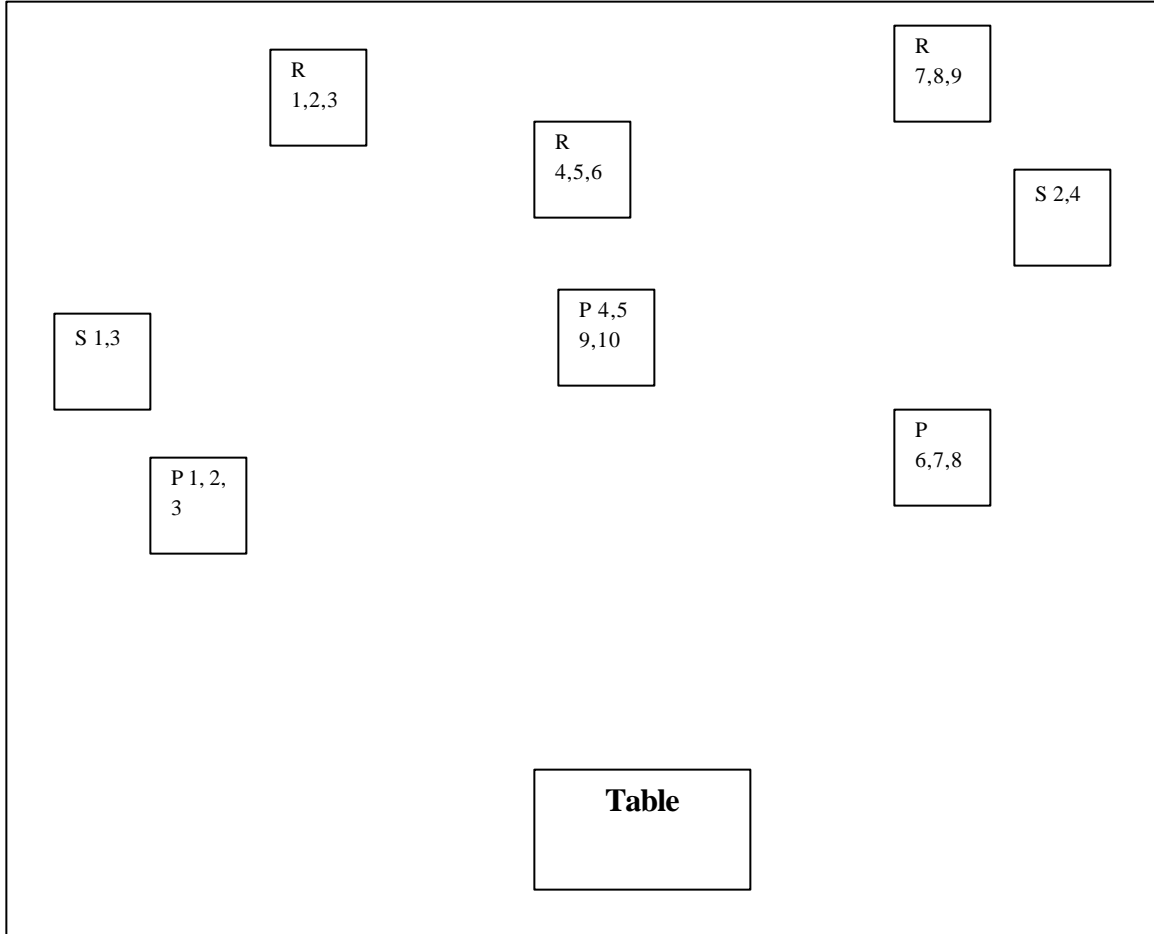 R
1,2,3
R
4,5,6
R
7,8,9
S 2,4
S 1,3
P 4,5
9,10
P
6,7,8
P 1, 2,
3
Table